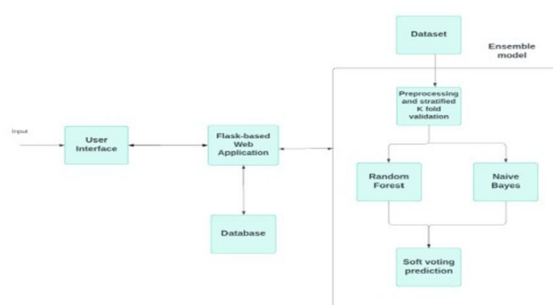 Dataset
Ensemble
model
Preprocessing
and stratified
K fold
validation
Input
User
Interface
Flask-based
Web
Application
Random
Forest
Naive
Bayes
Database
Soft voting
prediction